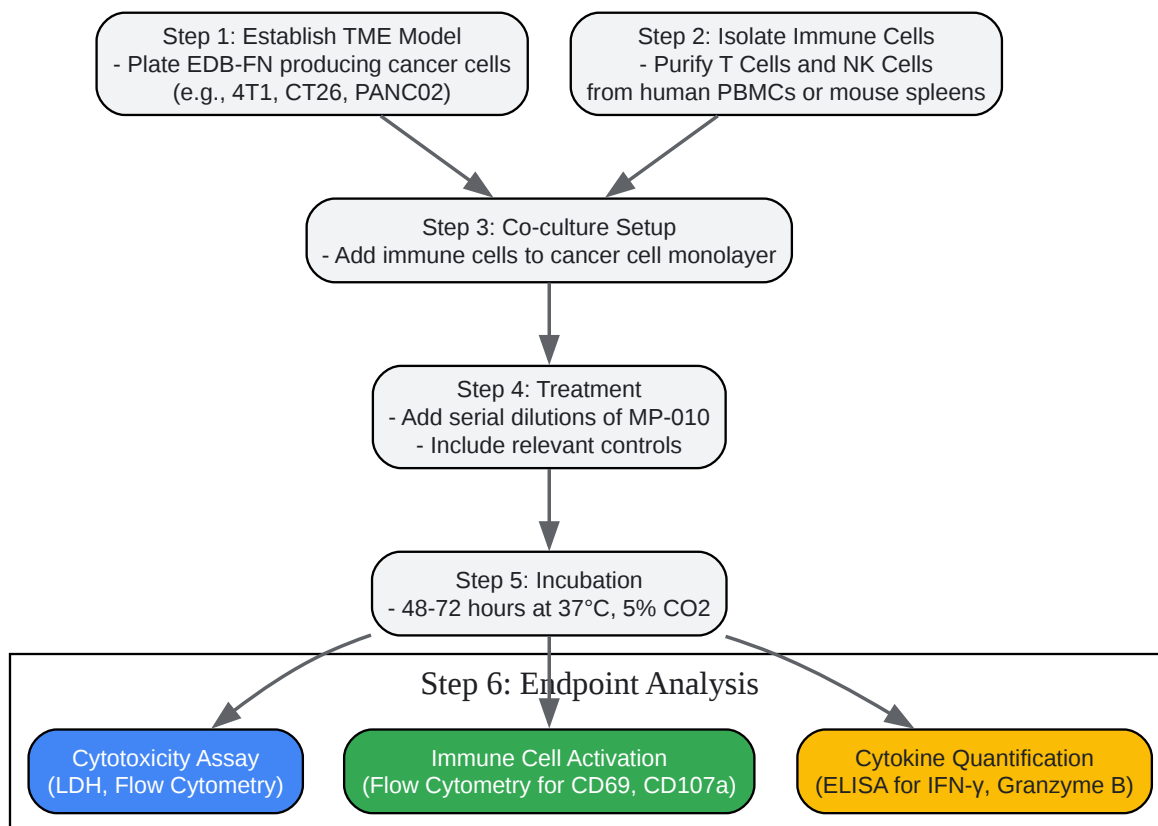 Step 1: Establish TME Model
- Plate EDB-FN producing cancer cells
(e.g., 4T1, CT26, PANC02)
Step 2: Isolate Immune Cells
- Purify T Cells and NK Cells
from human PBMCs or mouse spleens
Step 3: Co-culture Setup
- Add immune cells to cancer cell monolayer
Step 4: Treatment
- Add serial dilutions of MP-010
- Include relevant controls
Step 5: Incubation
- 48-72 hours at 37°C, 5% CO2
Step 6: Endpoint Analysis
Cytotoxicity Assay
(LDH, Flow Cytometry)
Immune Cell Activation
(Flow Cytometry for CD69, CD107a)
Cytokine Quantification
(ELISA for IFN-γ, Granzyme B)